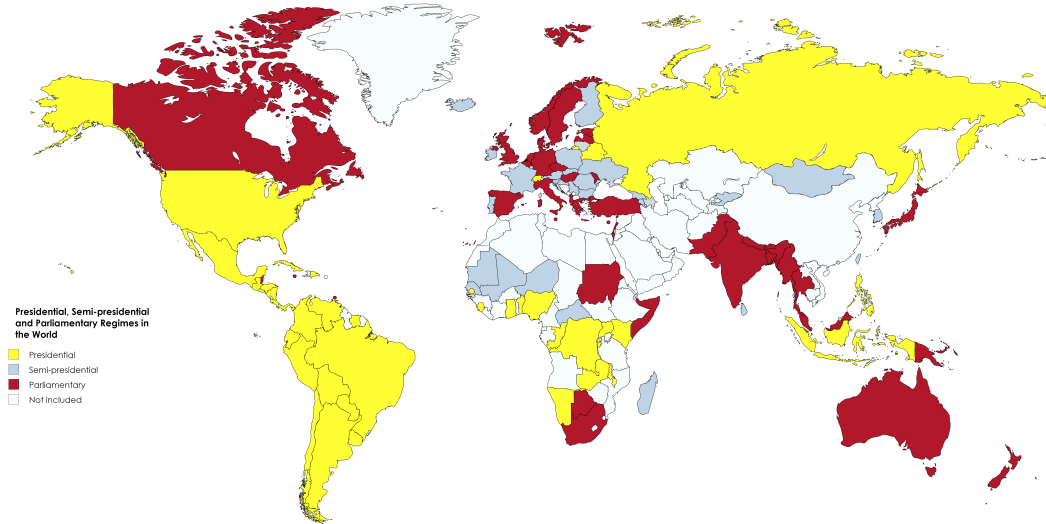 Presidential, Semi-presidential
and Parliamentary Regimes in
the World
Presidential
Semi-presidential
Parliamentary
Not included